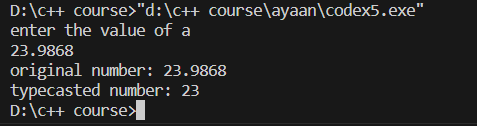 D:\c++ course>"d:\c++ course\ayaan\codex5.exe"
enter the value of a
23.9868
original number: 23.9868
typecasted number: 23
D:\c++ course>